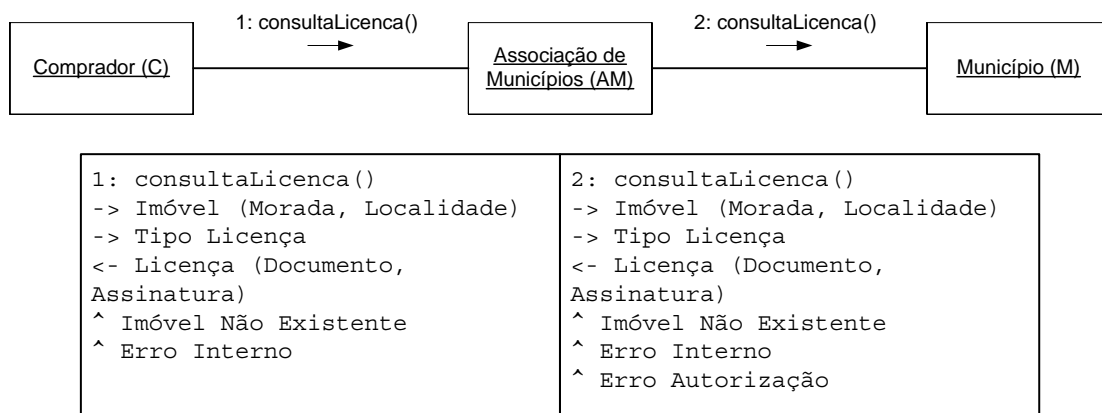 1: consultaLicenca()
2: consultaLicenca()
Comprador (C)
Associação de
Municípios (AM)
Município (M)
1: consultaLicenca()
-> Imóvel (Morada, Localidade)
-> Tipo Licença
<- Licença (Documento,
Assinatura)
^ Imóvel Não Existente
^ Erro Interno
2: consultaLicenca()
-> Imóvel (Morada, Localidade)
-> Tipo Licença
<- Licença (Documento,
Assinatura)
^ Imóvel Não Existente
^ Erro Interno
^ Erro Autorização